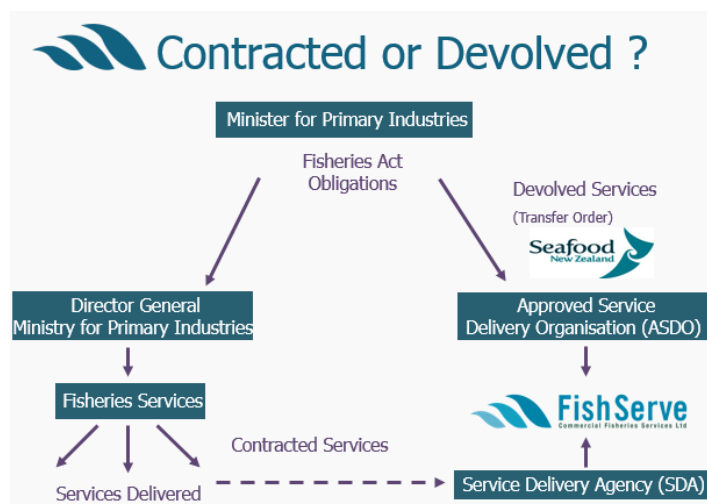 Contracted or Devolved ?
Minister for Primary Industries
Fisheries Act
Obligations
Devolved Services
(Transfer Order)
Seafood
New Zealand
Director General
Ministry for Primary Industries
Approved Service
Delivery Organisation (ASDO)
Fisheries Services
FishServe
Commercial Fisheries Services Ltd
Contracted Services
Services Delivered
Service Delivery Agency (SDA)